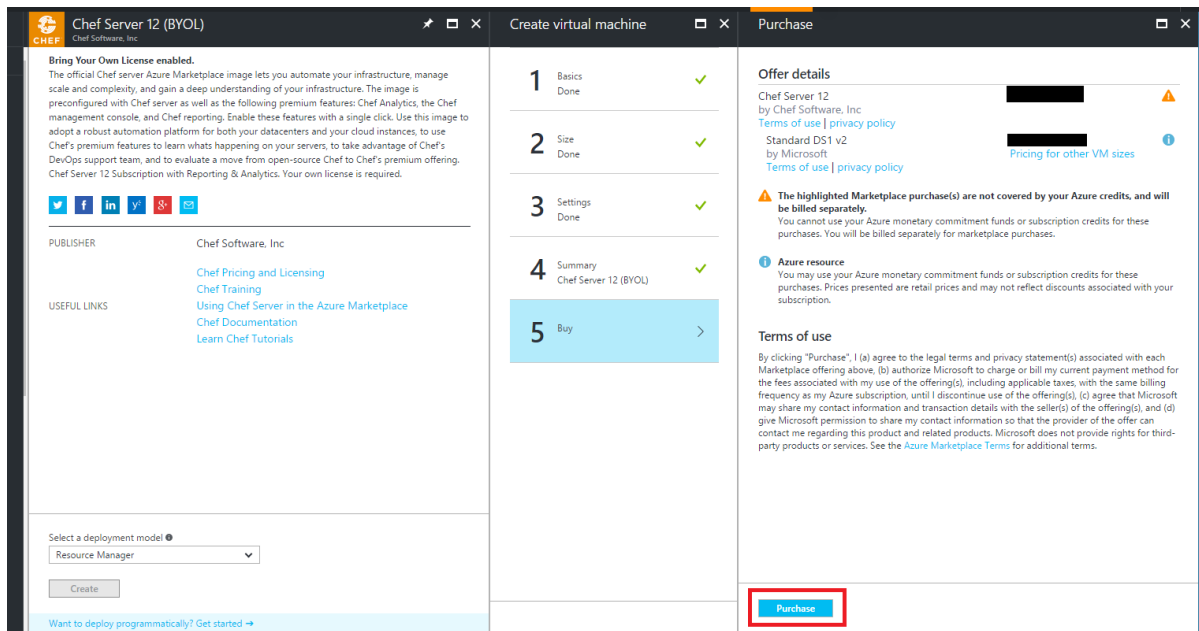 Chef Server 12 (BYOL)
CHEF
Chef Software, Inc
Bring Your Own License enabled.
The official Chef server Azure Marketplace image lets you automate your infrastructure, manage
scale and complexity, and gain a deep understanding of your infrastructure. The image is
preconfigured with Chef server as well as the following premium features: Chef Analytics, the Chef
management console, and Chef reporting. Enable these features with a single click. Use this image to
adopt a robust automation platform for both your datacenters and your cloud instances, to use
Chef's premium features to learn whats happening on your servers, to take advantage of Chef's
DevOps support team, and to evaluate a move from open-source Chef to Chef's premium offering.
Chef Server 12 Subscription with Reporting & Analytics. Your own license is required.
PUBLISHER
Chef Software, Inc
USEFUL LINKS
Chef Pricing and Licensing
Chef Training
Using Chef Server in the Azure Marketplace
Chef Documentation
Learn Chef Tutorials
Select a deployment model
Resource Manager
Create
Want to deploy programmatically? Get started →
Create virtual machine
1 Basics
Done
2 Size
Done
3 Settings
Done
4 Summary
Chef Server 12 (BYOL)
5 Buy
Purchase
Offer details
Chef Server 12
by Chef Software, Inc
Terms of use | privacy policy
Standard DS1 v2
by Microsoft
Pricing for other VM sizes
Terms of use | privacy policy
The highlighted Marketplace purchase(s) are not covered by your Azure credits, and will
be billed separately.
You cannot use your Azure monetary commitment funds or subscription credits for these
purchases. You will be billed separately for marketplace purchases.
Azure resource
You may use your Azure monetary commitment funds or subscription credits for these
purchases. Prices presented are retail prices and may not reflect discounts associated with your
subscription.
Terms of use
By clicking "Purchase", I (a) agree to the legal terms and privacy statement(s) associated with each
Marketplace offering above, (b) authorize Microsoft to charge or bill my current payment method for
the fees associated with my use of the offering(s), including applicable taxes, with the same billing
frequency as my Azure subscription, until I discontinue use of the offering(s), (c) agree that Microsoft
may share my contact information and transaction details with the seller(s) of the offering(s), and (d)
give Microsoft permission to share my contact information so that the provider of the offer can
contact me regarding this product and related products. Microsoft does not provide rights for third-
party products or services. See the Azure Marketplace Terms for additional terms.
Purchase